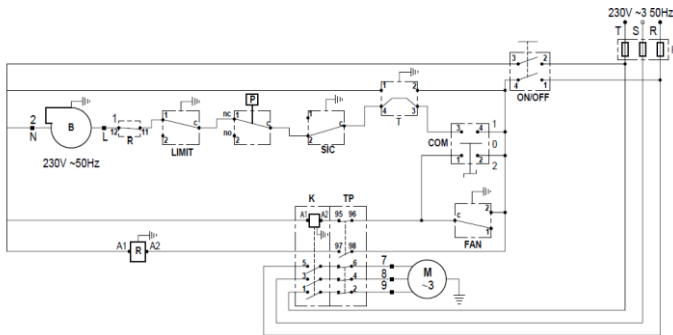 230V ~3 50Hz
T S R
3 2
4 1
ON/OFF
1 2
4 3
T
P
2
N
B
L
1
12 11
R
230V ~50Hz
1
2
c
LIMIT
nc
no
c
1
2
c
SIC
COM
3 4
1 2
1
0
2
K TP
A1 A2
95 96
97 98
c
2
1
FAN
A1 R A2
5 6 7
3 4 8
1 2 9
M
~3